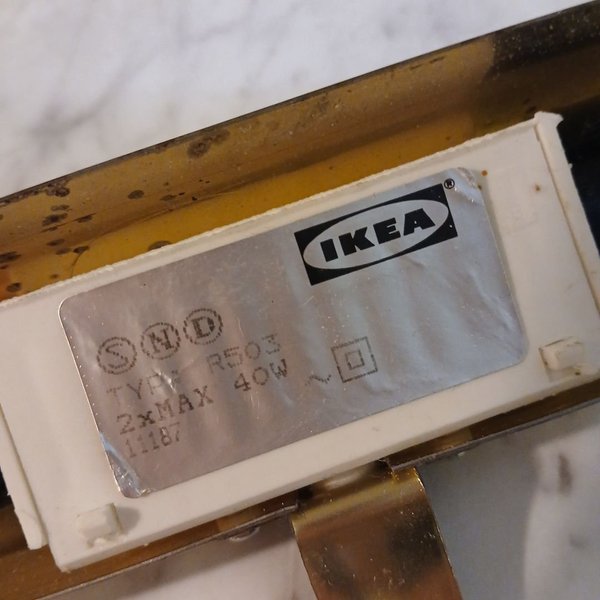 IKEA®
S N D
TYP: R503
2xMAX 40W ~
11187